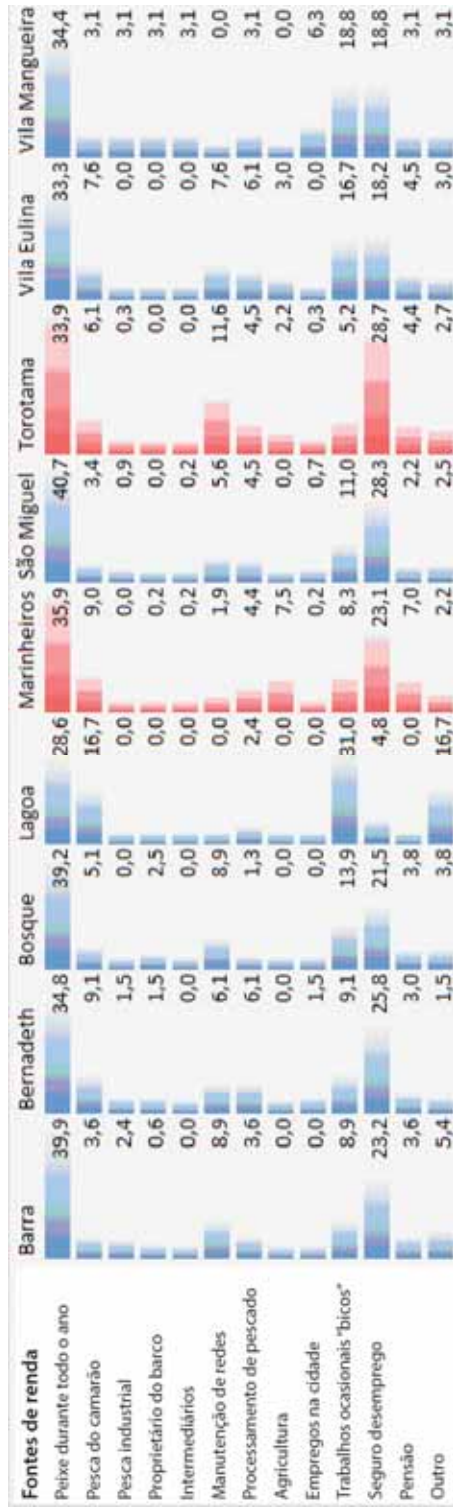 Fontes de renda Barra Bernadeth Bosque Lagoa Marinheiros São Miguel Torotama Vila Eulina Vila Mangueira
Peixe durante todo o ano 39,9 34,8 39,2 28,6 35,9 40,7 33,9 33,3 34,4
Pesca do camarão 3,6 9,1 5,1 16,7 9,0 3,4 6,1 7,6 3,1
Pesca industrial 2,4 1,5 0,0 0,0 0,0 0,9 0,3 0,0 3,1
Proprietário do barco 0,6 1,5 2,5 0,0 0,2 0,0 0,0 0,0 3,1
Intermediários 0,0 0,0 0,0 0,0 0,2 0,2 0,0 0,0 3,1
Manutenção de redes 8,9 6,1 8,9 0,0 1,9 5,6 11,6 7,6 0,0
Processamento de pescado 3,6 6,1 1,3 2,4 4,4 4,5 4,5 6,1 3,1
Agricultura 0,0 0,0 0,0 0,0 7,5 0,0 2,2 3,0 0,0
Empregos na cidade 0,0 1,5 0,0 0,0 0,2 0,7 0,3 0,0 6,3
Trabalhos ocasionais "bicos" 8,9 9,1 13,9 31,0 8,3 11,0 5,2 16,7 18,8
Seguro desemprego 23,2 25,8 21,5 4,8 23,1 28,3 28,7 18,2 18,8
Pensão 3,6 3,0 3,8 0,0 7,0 2,2 4,4 4,5 3,1
Outro 5,4 1,5 3,8 16,7 2,2 2,5 2,7 3,0 3,1